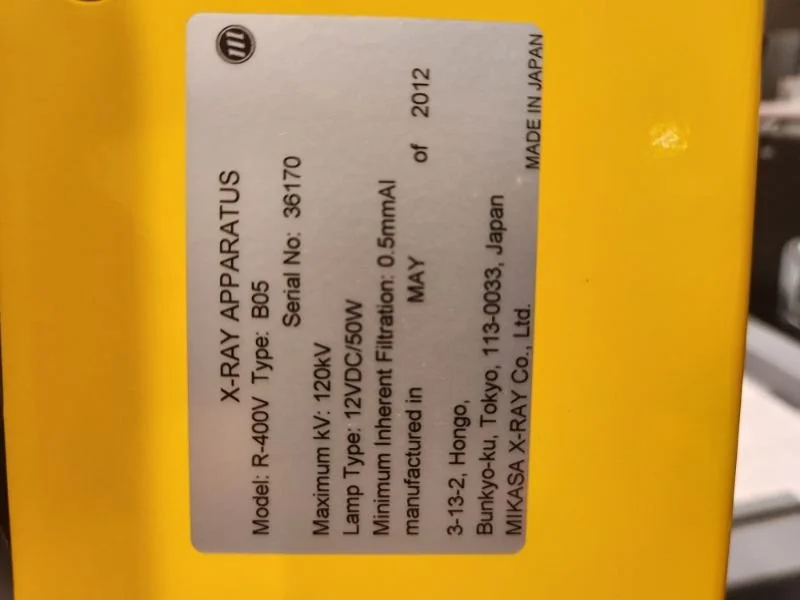 m
X-RAY APPARATUS
Model: R-400V Type: B05
Serial No: 36170
Maximum kV: 120kV
Lamp Type: 12VDC/50W
Minimum Inherent Filtration: 0.5mmAl
manufactured in MAY of 2012
3-13-2, Hongo,
Bunkyo-ku, Tokyo, 113-0033, Japan
MIKASA X-RAY Co., Ltd.
MADE IN JAPAN